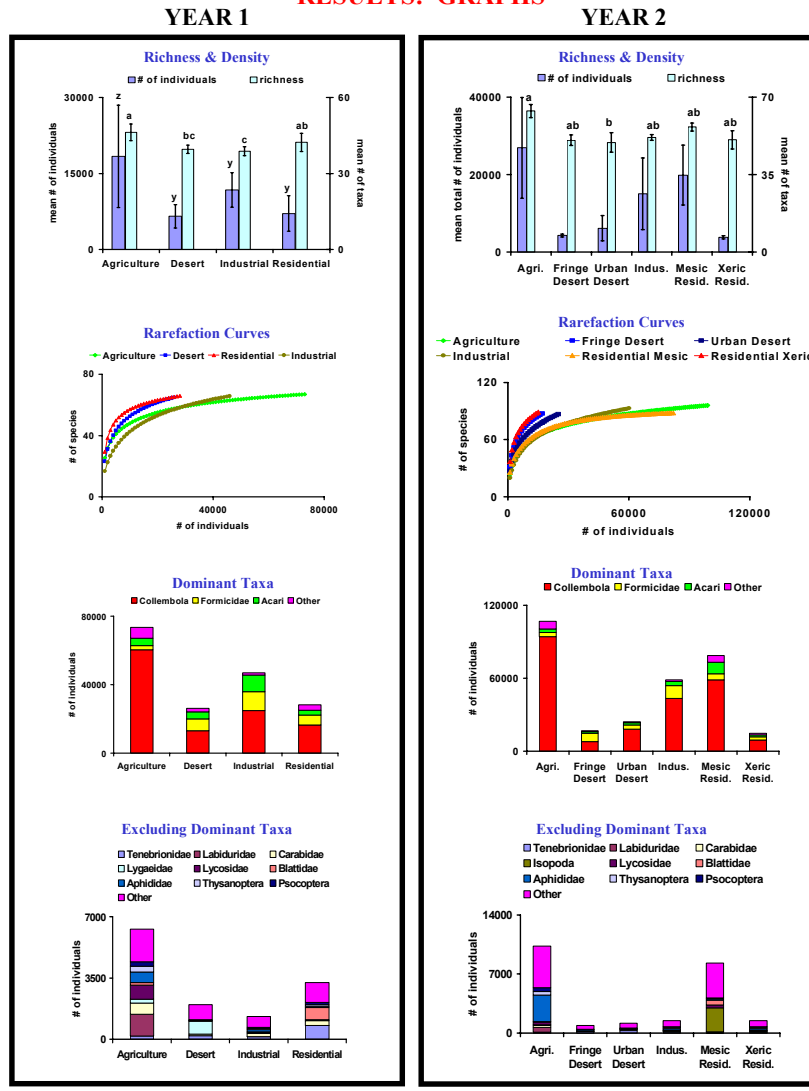 RESULTS: GRAPHS
YEAR 1
Richness & Density
# of individuals richness
30000
15000
0
mean # of individuals
60
30
0
mean # of taxa
z
a
y
bc
y
c
y
ab
Agriculture Desert Industrial Residential
Rarefaction Curves
Agriculture Desert Residential Industrial
80
40
0
# of species
0 40000 80000
# of individuals
Dominant Taxa
Collembola Formicidae Acari Other
80000
40000
0
# of individuals
Agriculture Desert Industrial Residential
Excluding Dominant Taxa
Tenebrionidae Labiduridae Carabidae
Lygaeidae Lycosidae Blattidae
Aphididae Thysanoptera Psocoptera
Other
7000
3500
0
# of individuals
Agriculture Desert Industrial Residential
YEAR 2
Richness & Density
# of individuals richness
40000
20000
0
mean total # of individuals
70
35
0
mean # of taxa
a
ab
b
ab
ab
ab
Agri. Fringe Urban Indus. Mesic Xeric
Desert Desert Resid. Resid.
Rarefaction Curves
Agriculture Fringe Desert Urban Desert
Industrial Residential Mesic Residential Xeric
120
60
0
# of species
0 60000 120000
# of individuals
Dominant Taxa
Collembola Formicidae Acari Other
120000
60000
0
# of individuals
Agri. Fringe Urban Indus. Mesic Xeric
Desert Desert Resid. Resid.
Excluding Dominant Taxa
Tenebrionidae Labiduridae Carabidae
Isopoda Lycosidae Blattidae
Aphididae Thysanoptera Psocoptera
Other
14000
7000
0
# of individuals
Agri. Fringe Urban Indus. Mesic Xeric
Desert Desert Resid. Resid.